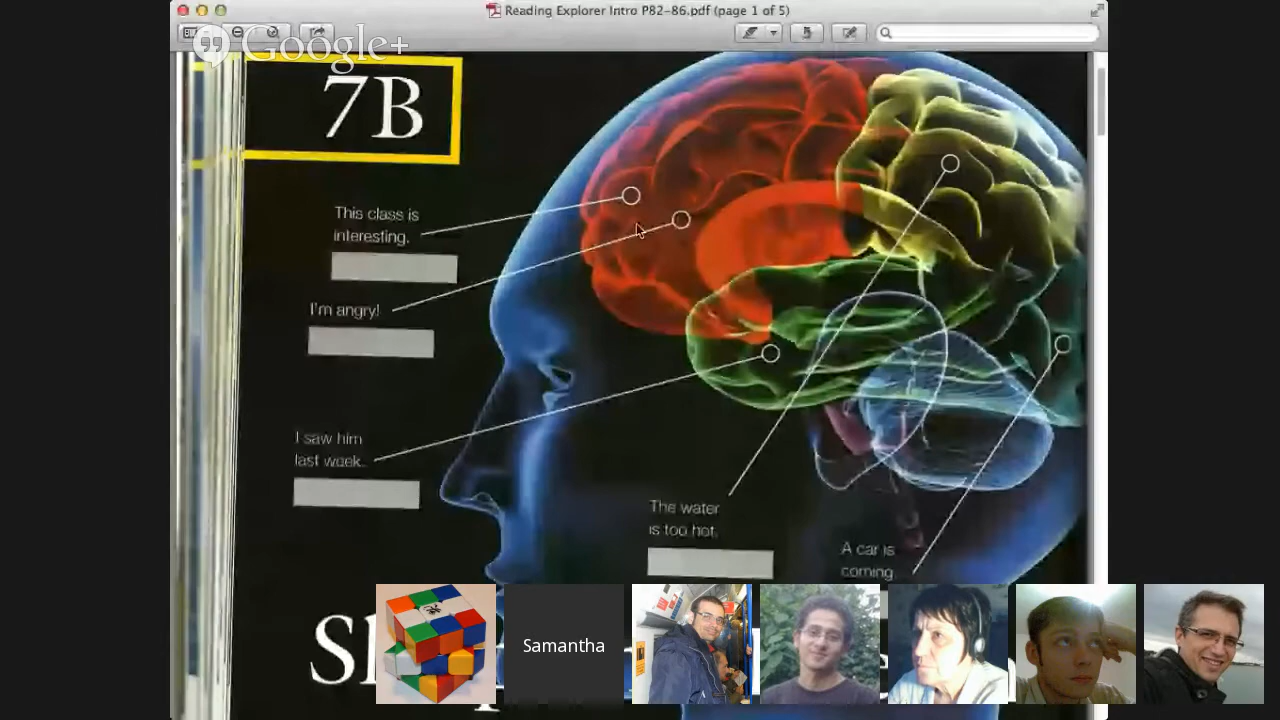 Reading Explorer Intro P82-86.pdf (page 1 of 5)
Google+
7B
This class is
interesting.
I'm angry!
I saw him
last week.
The water
is too hot.
A car is
coming
Samantha